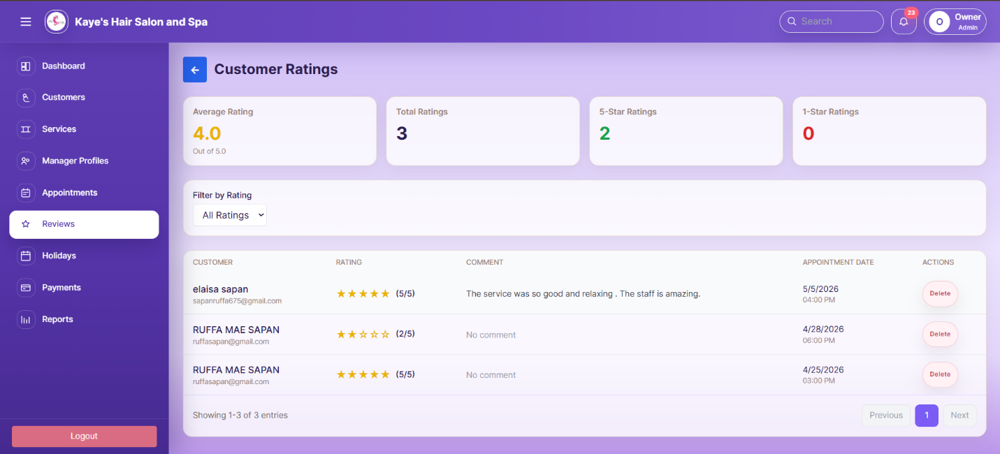 Kaye's Hair Salon and Spa
Search
23
O
Owner
Admin
Dashboard
Customers
Services
Manager Profiles
Appointments
Reviews
Holidays
Payments
Reports
Logout
Customer Ratings
Average Rating
4.0
Out of 5.0
Total Ratings
3
5-Star Ratings
2
1-Star Ratings
0
Filter by Rating
All Ratings
CUSTOMER RATING COMMENT APPOINTMENT DATE ACTIONS
elaisa sapan
sapanruffa675@gmail.com
★★★★★ (5/5)
The service was so good and relaxing . The staff is amazing.
5/5/2026
04:00 PM
Delete
RUFFA MAE SAPAN
ruffasapan@gmail.com
★★☆☆☆ (2/5)
No comment
4/28/2026
06:00 PM
Delete
RUFFA MAE SAPAN
ruffasapan@gmail.com
★★★★★ (5/5)
No comment
4/25/2026
03:00 PM
Delete
Showing 1-3 of 3 entries
Previous 1 Next